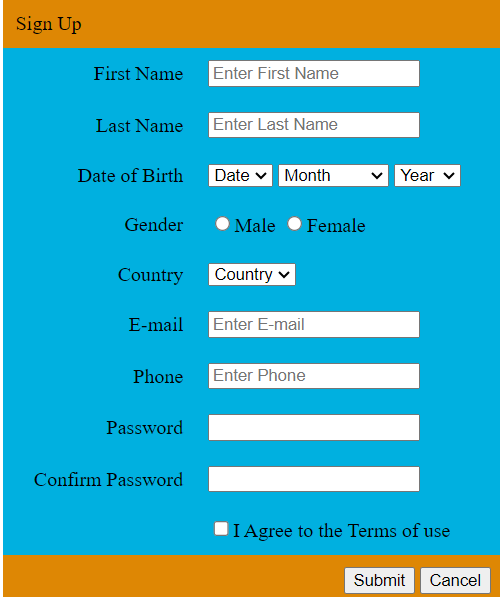 Sign Up
First Name Enter First Name
Last Name Enter Last Name
Date of Birth Date Month Year
Gender Male Female
Country Country
E-mail Enter E-mail
Phone Enter Phone
Password
Confirm Password
I Agree to the Terms of use
Submit Cancel